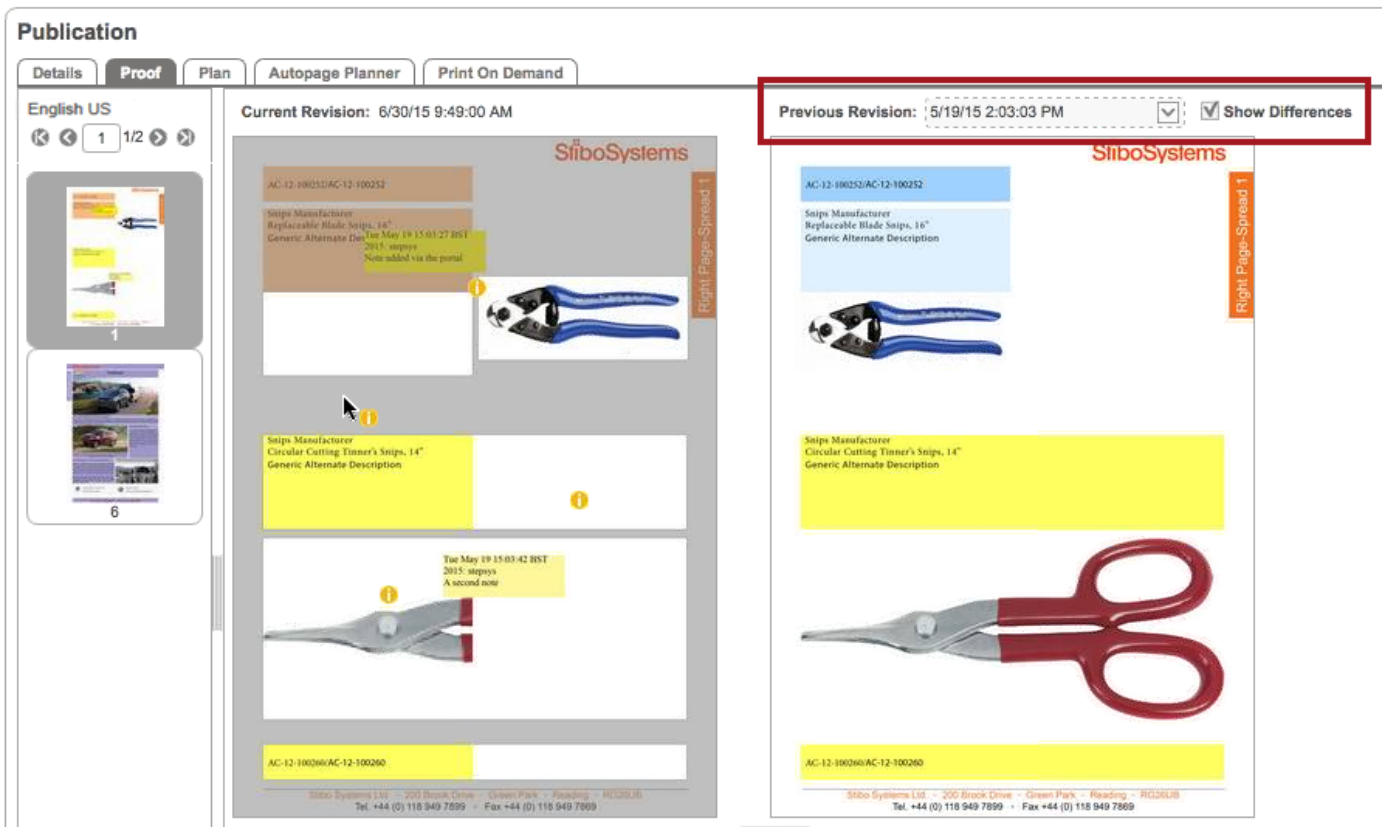 Publication
Details
Proof
Plan
Autopage Planner
Print On Demand
English US
1
1/2
1
6
Current Revision: 6/30/15 9:49:00 AM
Previous Revision: 5/19/15 2:03:03 PM
Show Differences
StiboSystems
AC-12-100252/AC-12-100252
Snips Manufacturer
Replaceable Blade Snips, 16"
Generic Alternate Des
Tue May 19 15:03:27 BST
2015: stepsys
Note added via the portal
Right Page-Spread 1
Snips Manufacturer
Circular Cutting Tinner's Snips, 14"
Generic Alternate Description
Tue May 19 15:03:42 BST
2015: stepsys
A second note
AC-12-100260/AC-12-100260
Stibo Systems Ltd. - 200 Brook Drive - Green Park - Reading - RG26UB
Tel. +44 (0) 118 949 7899 - Fax +44 (0) 118 949 7869
StiboSystems
AC-12-100252/AC-12-100252
Snips Manufacturer
Replaceable Blade Snips, 16"
Generic Alternate Description
Right Page-Spread 1
Snips Manufacturer
Circular Cutting Tinner's Snips, 14"
Generic Alternate Description
AC-12-100260/AC-12-100260
Stibo Systems Ltd. - 200 Brook Drive - Green Park - Reading - RG26UB
Tel. +44 (0) 118 949 7899 - Fax +44 (0) 118 949 7869